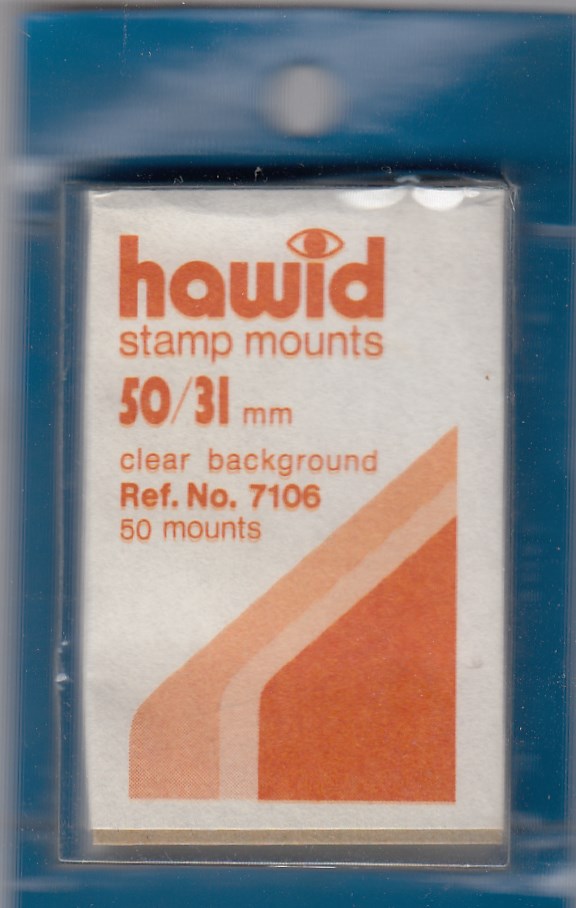 hawid
stamp mounts
50/31 mm
clear background
Ref. No. 7106
50 mounts